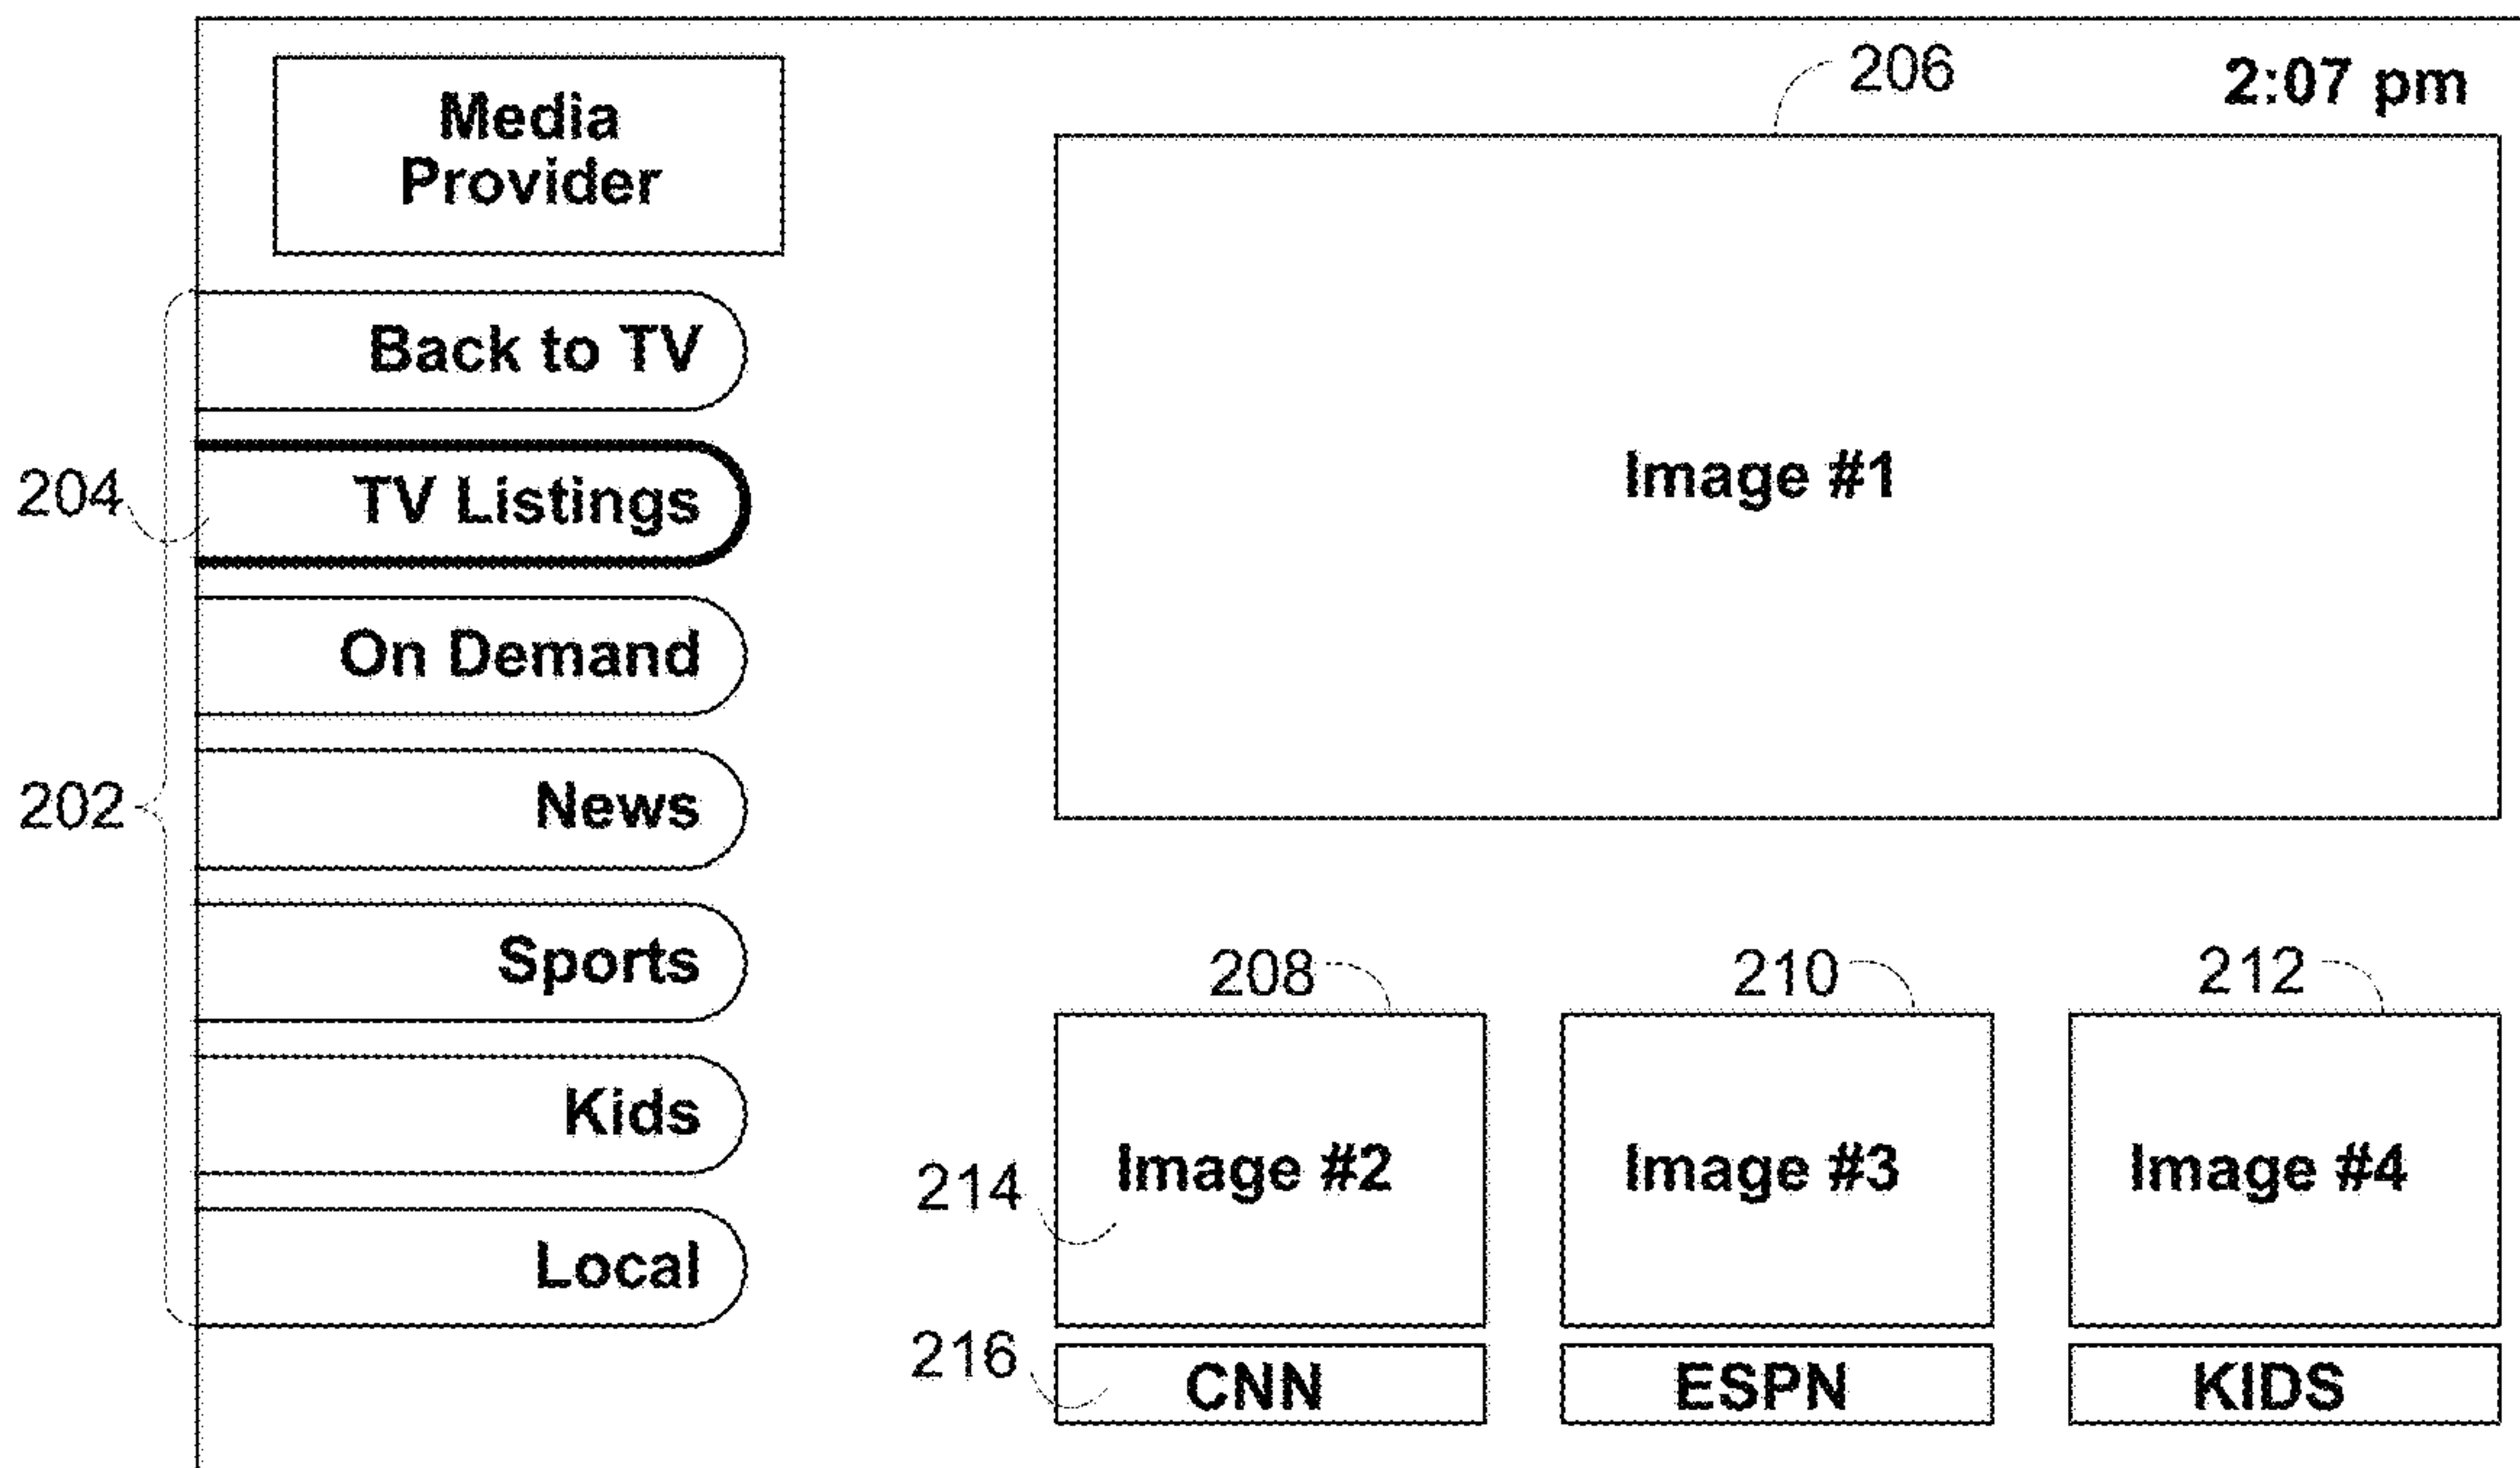 206
2:07 pm
Media
Provider
Back to TV
204
TV Listings
Image #1
On Demand
202
News
Sports
208
210
212
Kids
214
Image #2
Image #3
Image #4
Local
216
CNN
ESPN
KIDS